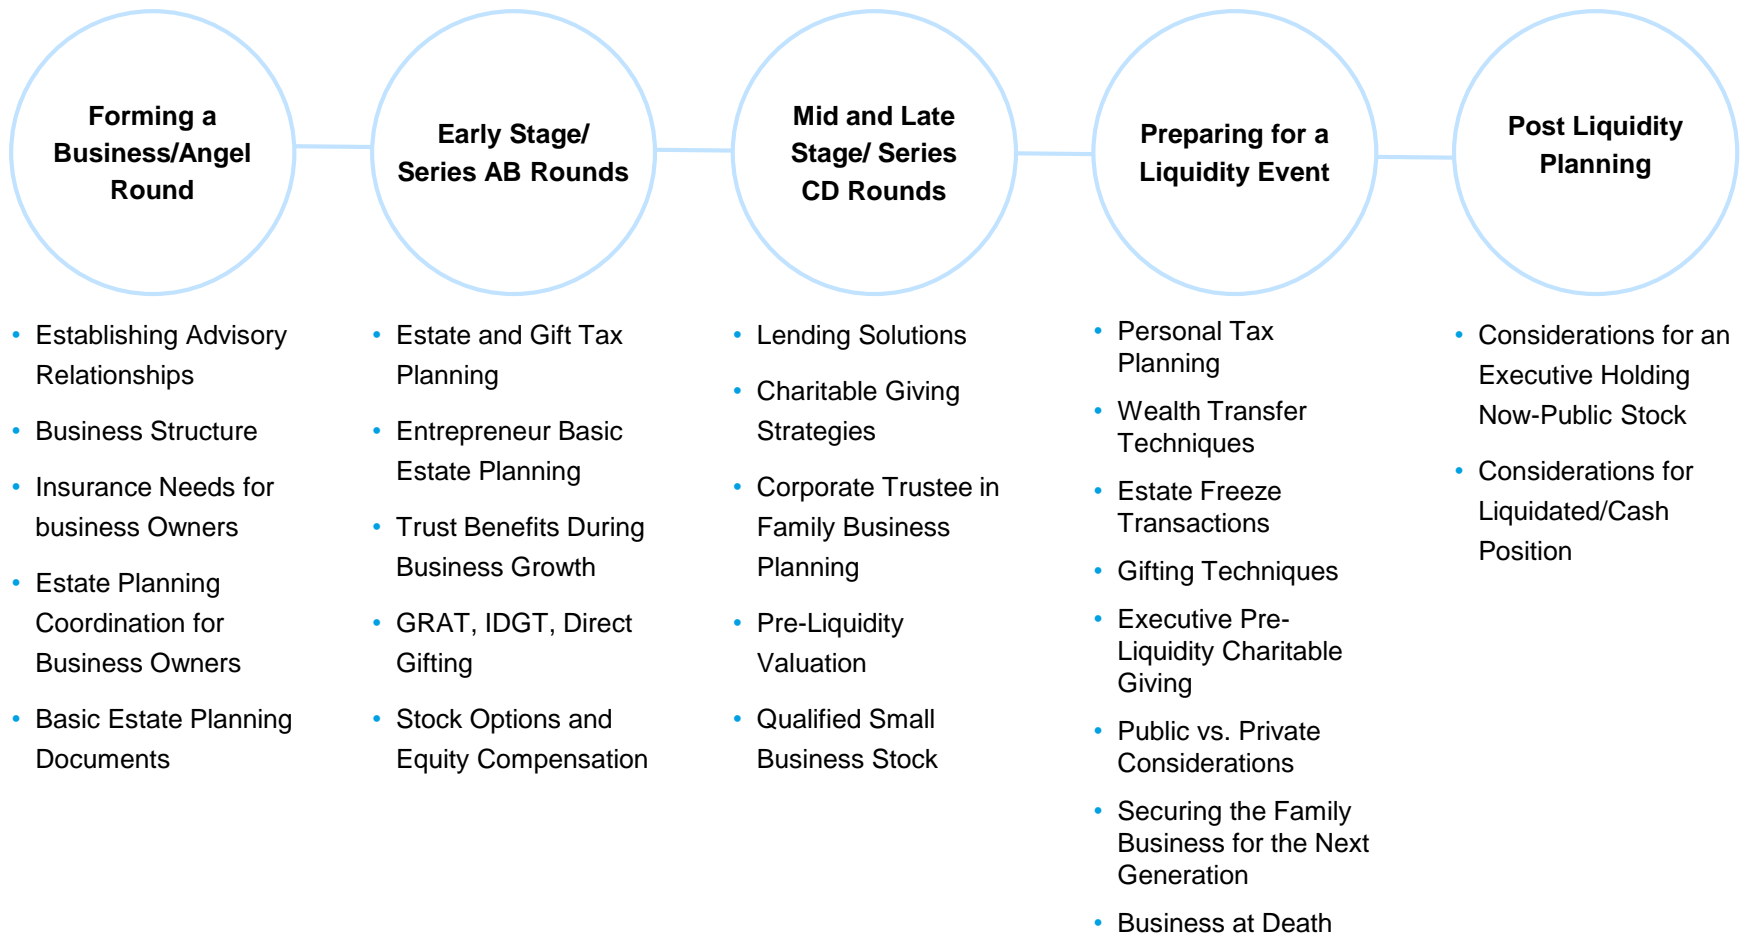 Forming a
Business/Angel
Round
Early Stage/
Series AB Rounds
Mid and Late
Stage/ Series
CD Rounds
Preparing for a
Liquidity Event
Post Liquidity
Planning
• Establishing Advisory
Relationships
• Business Structure
• Insurance Needs for
business Owners
• Estate Planning
Coordination for
Business Owners
• Basic Estate Planning
Documents
• Estate and Gift Tax
Planning
• Entrepreneur Basic
Estate Planning
• Trust Benefits During
Business Growth
• GRAT, IDGT, Direct
Gifting
• Stock Options and
Equity Compensation
• Lending Solutions
• Charitable Giving
Strategies
• Corporate Trustee in
Family Business
Planning
• Pre-Liquidity
Valuation
• Qualified Small
Business Stock
• Personal Tax
Planning
• Wealth Transfer
Techniques
• Estate Freeze
Transactions
• Gifting Techniques
• Executive Pre-
Liquidity Charitable
Giving
• Public vs. Private
Considerations
• Securing the Family
Business for the Next
Generation
• Business at Death
• Considerations for an
Executive Holding
Now-Public Stock
• Considerations for
Liquidated/Cash
Position